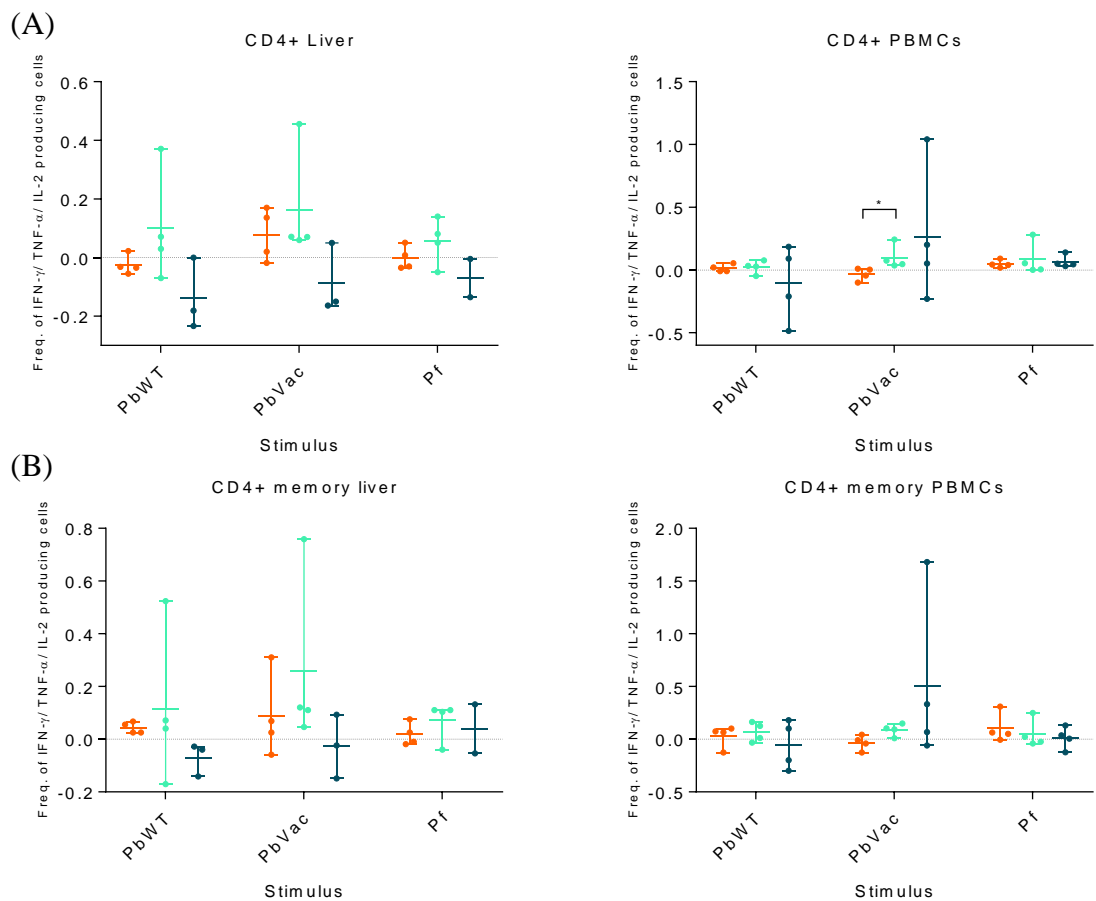 (A)
CD4+ Liver
Freq. of IFN-γ/ TNF-α/ IL-2 producing cells
0.6
0.4
0.2
0.0
-0.2
PbWT
PbVac
Pf
Stimulus
CD4+ PBMCs
Freq. of IFN-γ/ TNF-α/ IL-2 producing cells
1.5
1.0
0.5
0.0
-0.5
*
PbWT
PbVac
Pf
Stimulus
(B)
CD4+ memory liver
Freq. of IFN-γ/ TNF-α/ IL-2 producing cells
0.8
0.6
0.4
0.2
0.0
-0.2
PbWT
PbVac
Pf
Stimulus
CD4+ memory PBMCs
Freq. of IFN-γ/ TNF-α/ IL-2 producing cells
2.0
1.5
1.0
0.5
0.0
-0.5
PbWT
PbVac
Pf
Stimulus